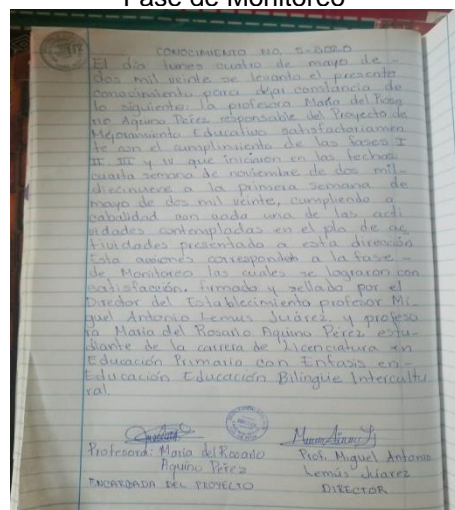 Fase de Monitoreo
CONOCIMIENTO NO. 5-2020
El día lunes cuatro de mayo de -
dos mil veinte se levanta el presente
conocimiento para dejar constancia de
lo siguiente: la profesora María del Rosa
rio Aquino Pérez responsable del Proyecto de
Mejoramiento Educativo satisfactoriamen
te con el cumplimiento de las fases I
II, III y IV que iniciaron en las fechas
cuarta semana de noviembre de dos mil-
diecinueve a la primera semana de
mayo de dos mil veinte, cumpliendo a
cabalidad con cada una de las acti
vidades contempladas en el pla de ac
tividades presentado a esta dirección
Esta acciones corresponden a la fase -
de Monitoreo las cuales se lograron con
satisfacción. firmado y sellado por el
Director del Establecimiento profesor Mi
guel Antonio Lemus Juárez y profeso
ra María del Rosario Aquino Pérez estu
diante de la carrera de Licenciatura en
Educación Primaria con Enfasis en -
Educación Educación Bilingüe Intercultu
ral.
Profesora: María del Rosario
Aquino Pérez
ENCARGADA DEL PROYECTO
Prof. Miguel Antonio
Lemús Júarez
DIRECTOR